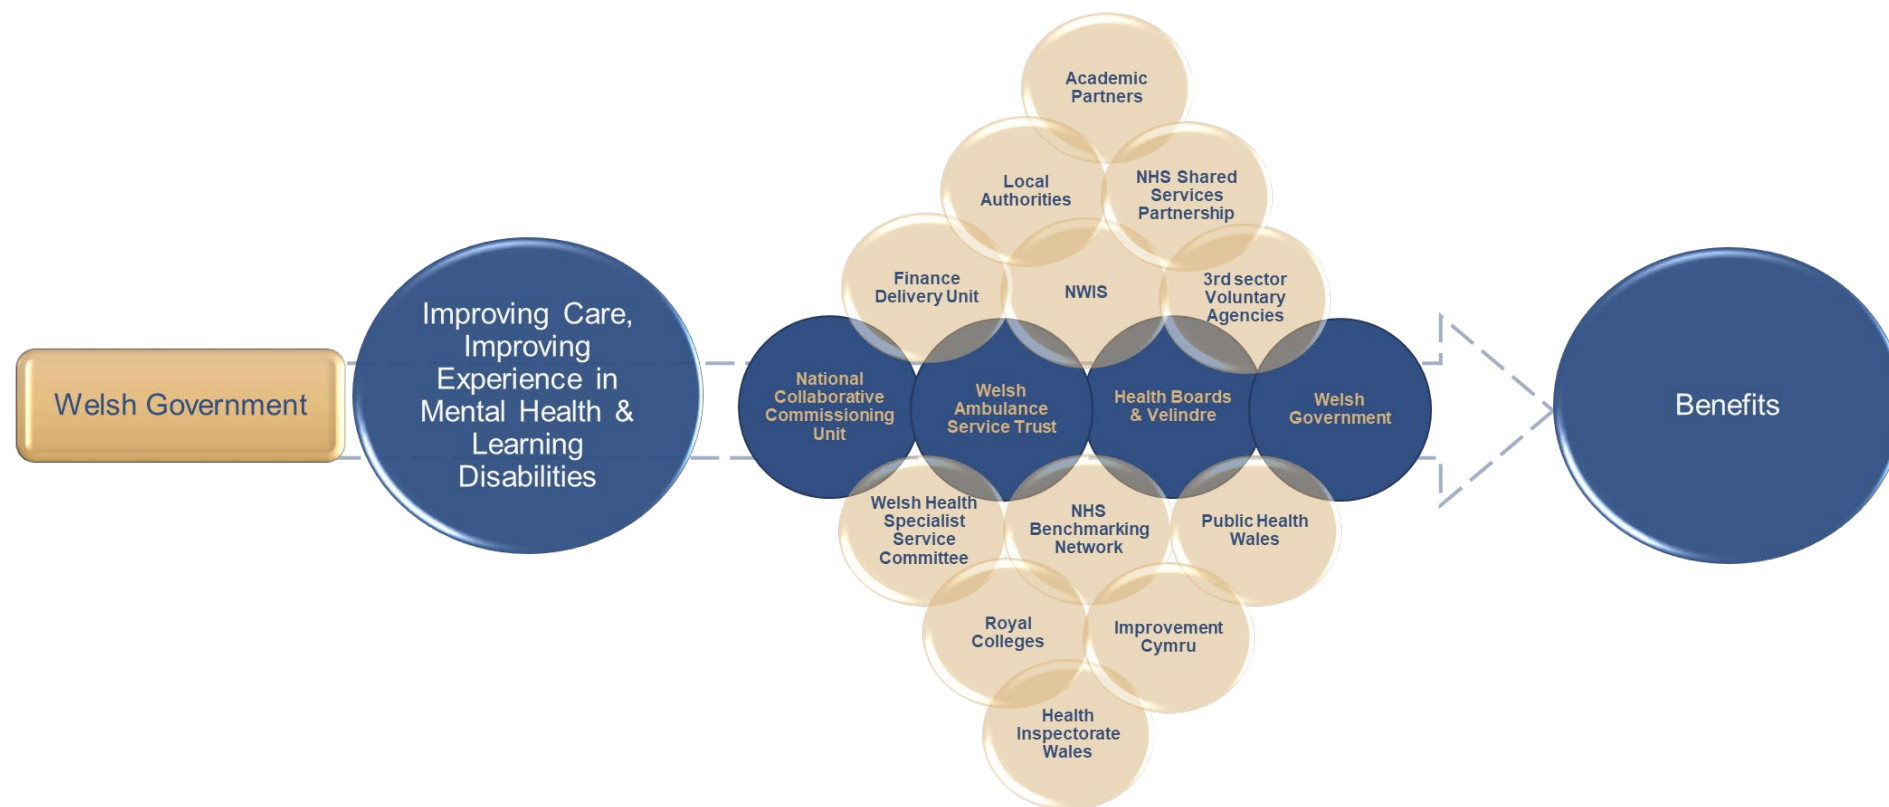 Welsh Government
Improving Care,
Improving
Experience in
Mental Health &
Learning
Disabilities
Academic
Partners
Local
Authorities
NHS Shared
Services
Partnership
Finance
Delivery Unit
NWIS
3rd sector
Voluntary
Agencies
National
Collaborative
Commissioning
Unit
Welsh
Ambulance
Service Trust
Health Boards
& Velindre
Welsh
Government
Welsh Health
Specialist
Service
Committee
NHS
Benchmarking
Network
Public Health
Wales
Royal
Colleges
Improvement
Cymru
Health
Inspectorate
Wales
Benefits